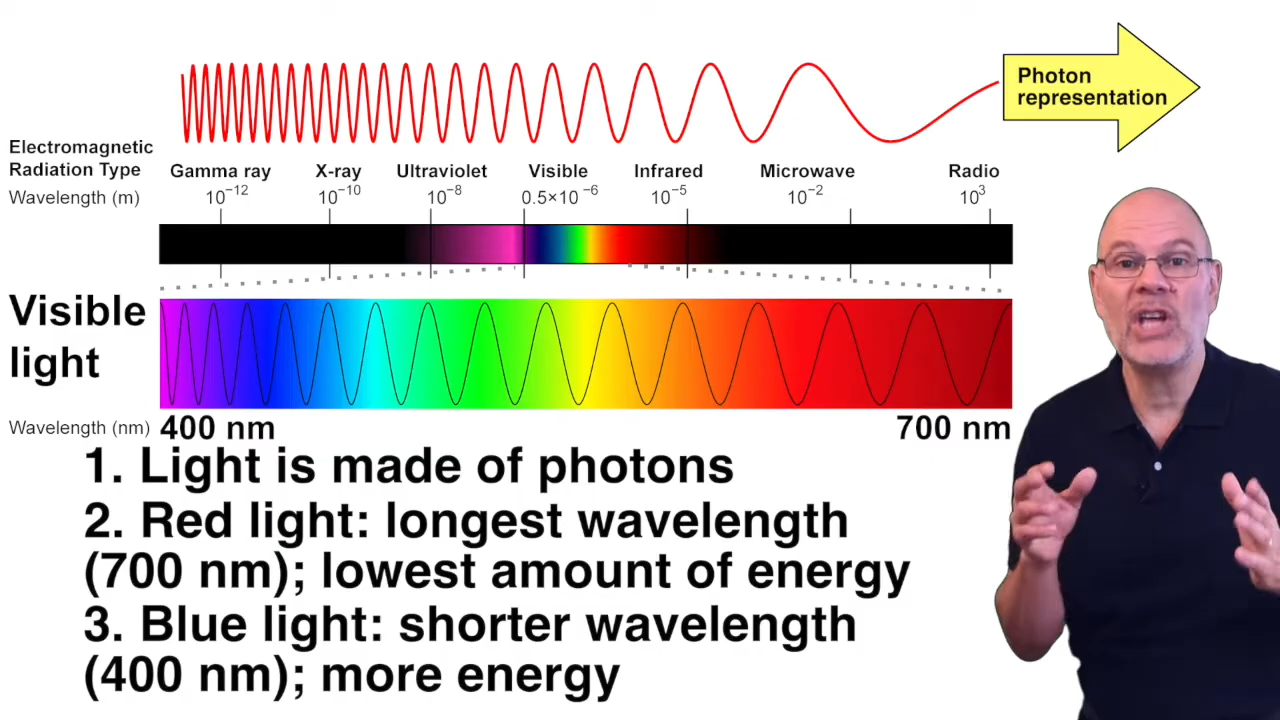 Photon
representation
Electromagnetic
Radiation Type
Gamma ray X-ray Ultraviolet Visible Infrared Microwave Radio
Wavelength (m) 10⁻¹² 10⁻¹⁰ 10⁻⁸ 0.5×10⁻⁶ 10⁻⁵ 10⁻² 10³
Visible
light
Wavelength (nm) 400 nm 700 nm
1. Light is made of photons
2. Red light: longest wavelength
(700 nm); lowest amount of energy
3. Blue light: shorter wavelength
(400 nm); more energy